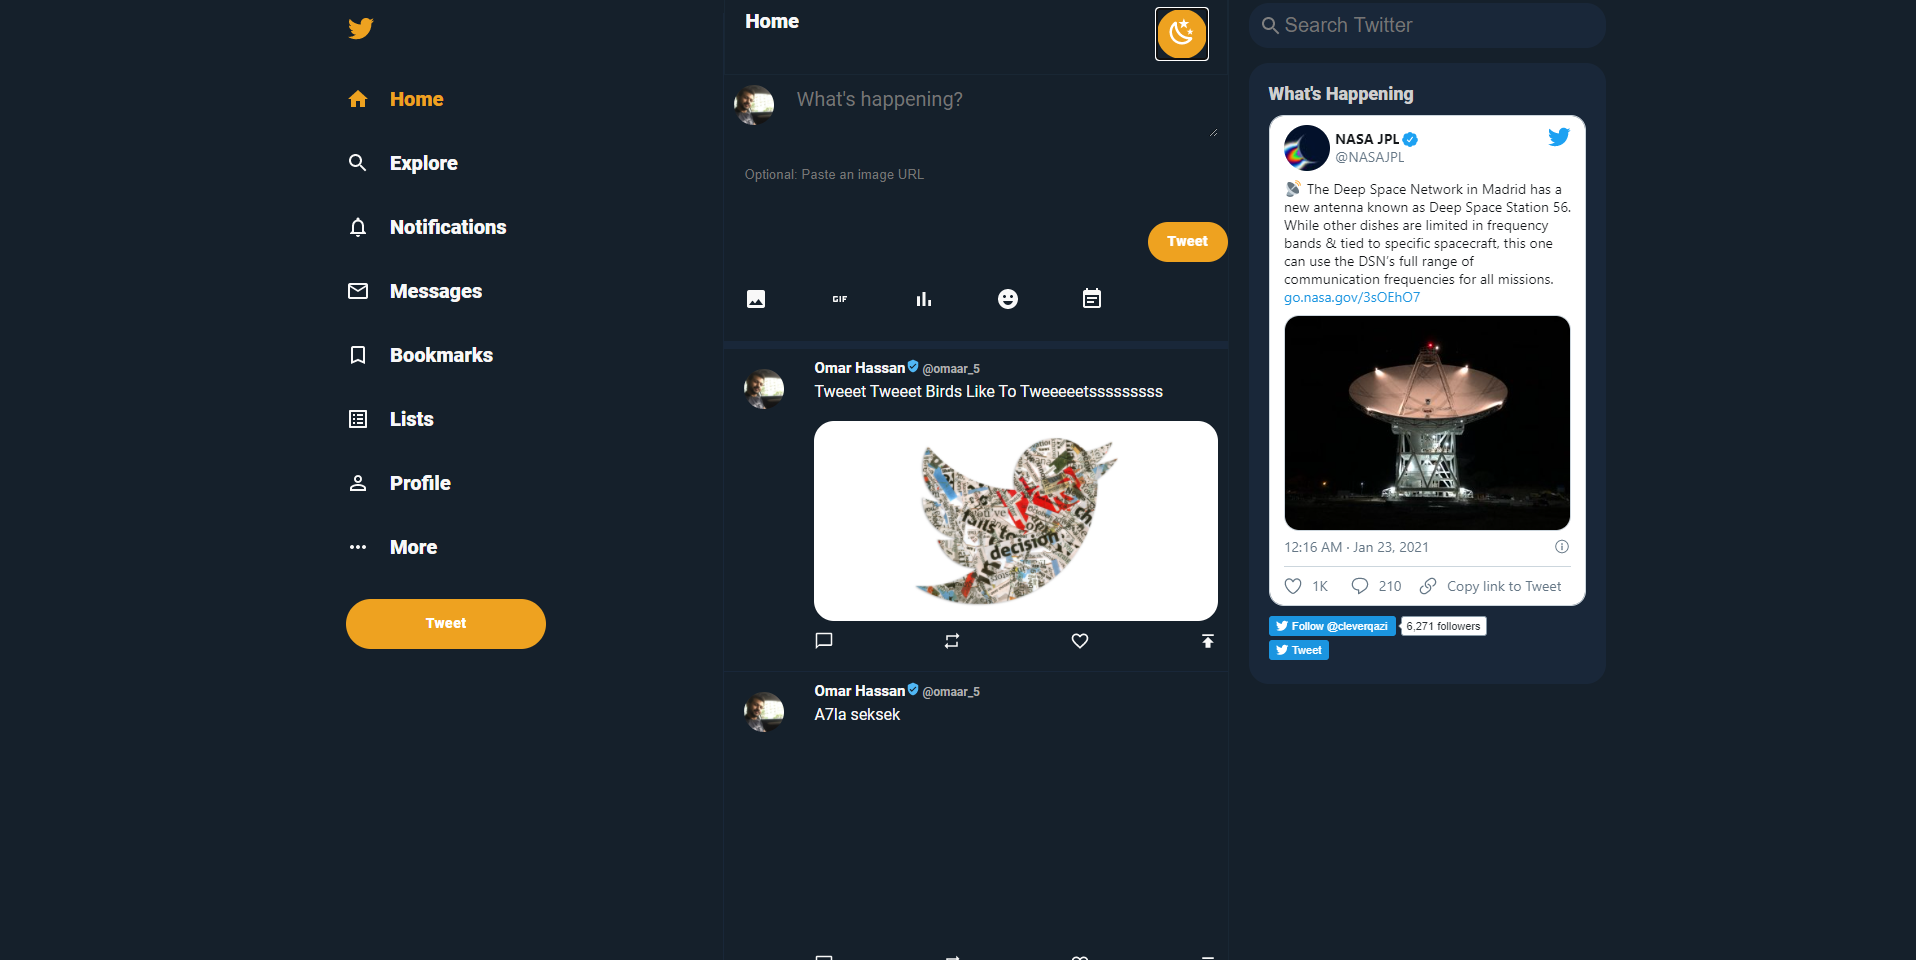 Home
Explore
Notifications
Messages
Bookmarks
Lists
Profile
More
Tweet
Home
What's happening?
Optional: Paste an image URL
Tweet
GIF
Omar Hassan @omaar_5
Tweeet Tweeet Birds Like To Tweeeeetsssssssss
decision
Omar Hassan @omaar_5
A7la seksek
Search Twitter
What's Happening
NASA JPL
@NASAJPL
The Deep Space Network in Madrid has a
new antenna known as Deep Space Station 56.
While other dishes are limited in frequency
bands & tied to specific spacecraft, this one
can use the DSN’s full range of
communication frequencies for all missions.
go.nasa.gov/3sOEhO7
12:16 AM · Jan 23, 2021
1K 210 Copy link to Tweet
Follow @cleverqazi 6,271 followers
Tweet